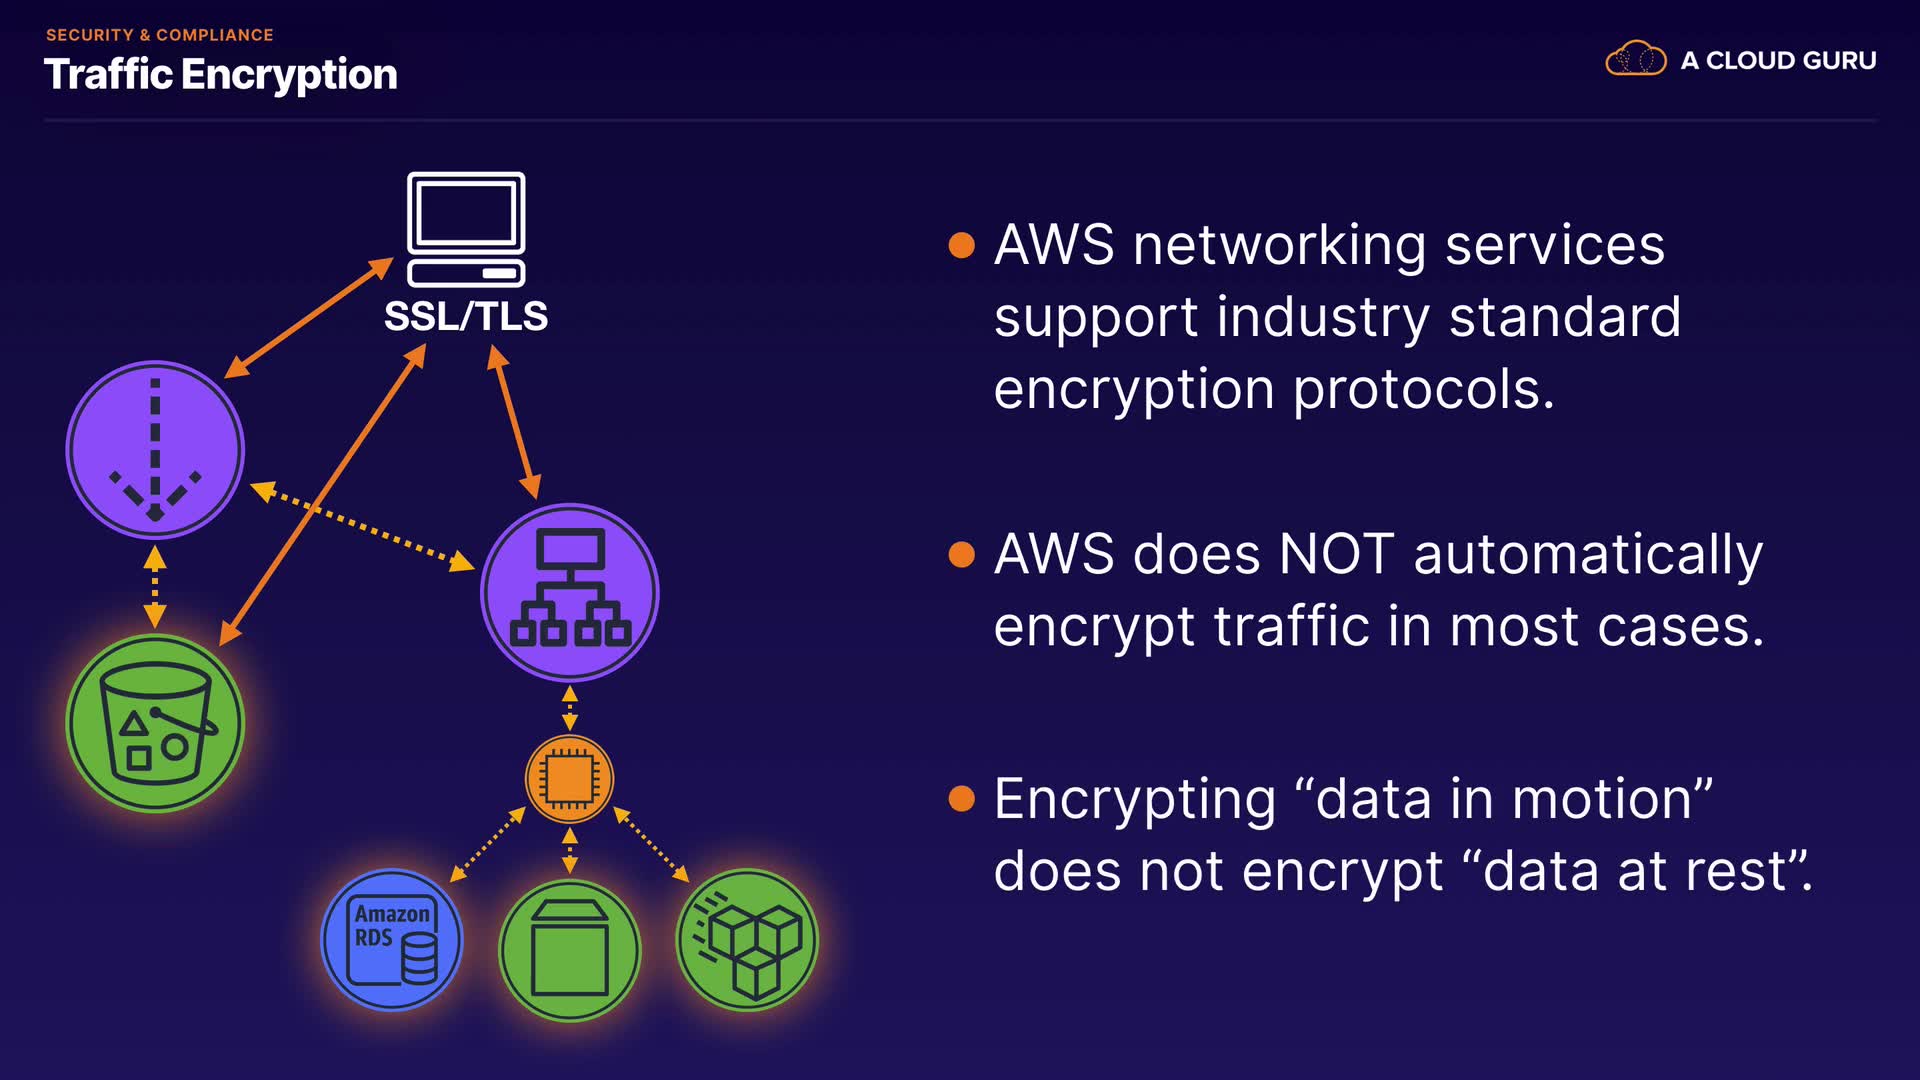 SECURITY & COMPLIANCE
Traffic Encryption
A CLOUD GURU
SSL/TLS
Amazon
RDS
AWS networking services
support industry standard
encryption protocols.
AWS does NOT automatically
encrypt traffic in most cases.
Encrypting “data in motion”
does not encrypt “data at rest”.